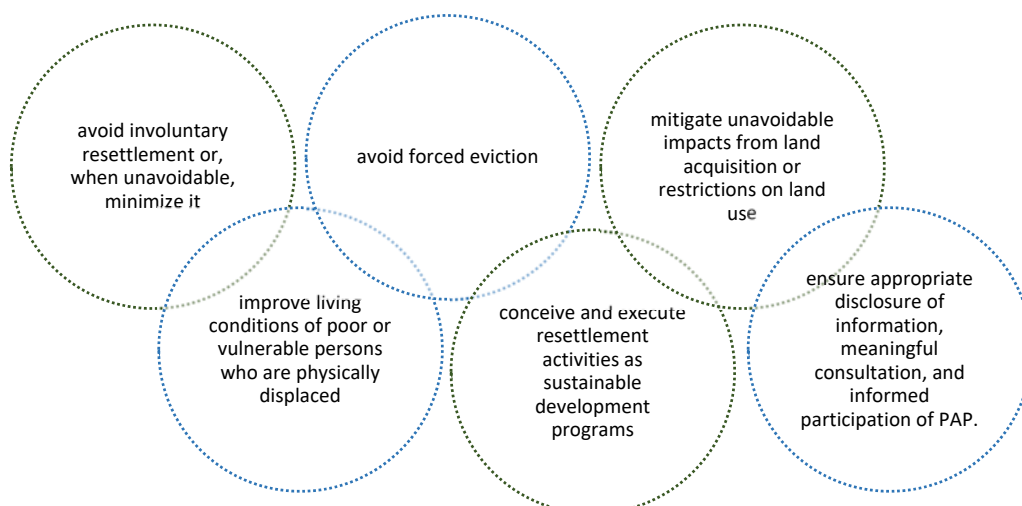 avoid involuntary
resettlement or,
when unavoidable,
minimize it
avoid forced eviction
mitigate unavoidable
impacts from land
acquisition or
restrictions on land
use
improve living
conditions of poor or
vulnerable persons
who are physically
displaced
conceive and execute
resettlement
activities as
sustainable
development
programs
ensure appropriate
disclosure of
information,
meaningful
consultation, and
informed
participation of PAP.